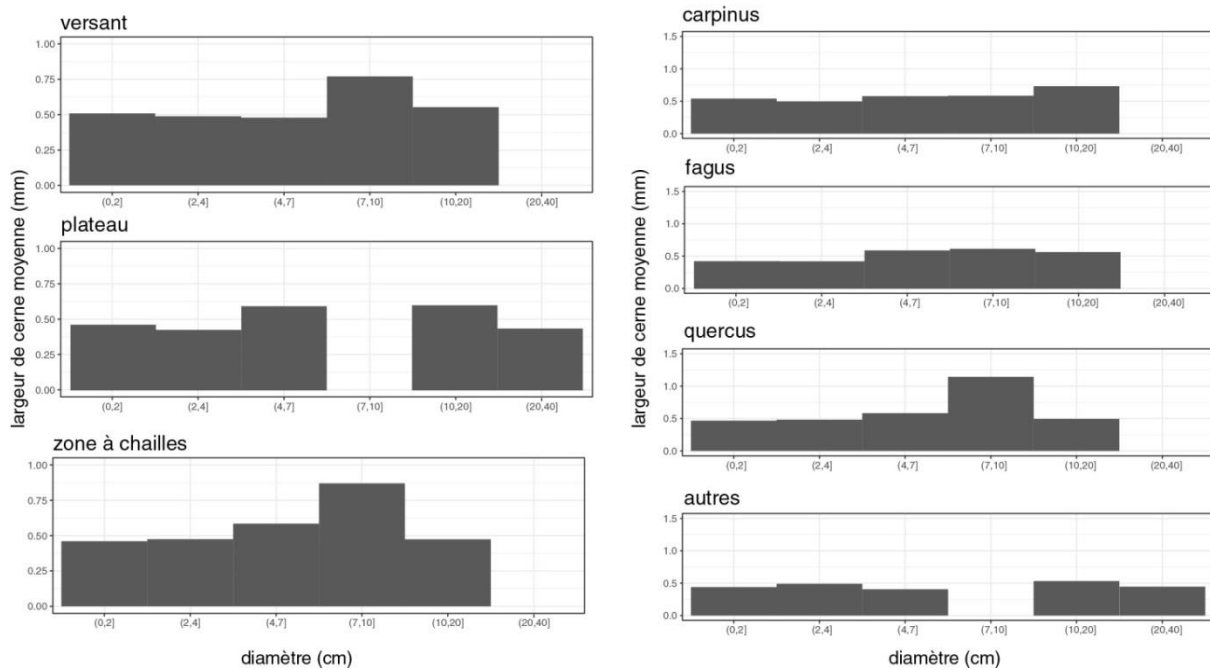 versant
1.00
0.75
0.50
0.25
0.00
(0,2] (2,4] (4,7] (7,10] (10,20] (20,40]
plateau
1.00
0.75
0.50
0.25
0.00
(0,2] (2,4] (4,7] (7,10] (10,20] (20,40]
zone à chailles
1.00
0.75
0.50
0.25
0.00
(0,2] (2,4] (4,7] (7,10] (10,20] (20,40]
largeur de cerne moyenne (mm)
diamètre (cm)
carpinus
1.5
1.0
0.5
0.0
(0,2] (2,4] (4,7] (7,10] (10,20] (20,40]
fagus
1.5
1.0
0.5
0.0
(0,2] (2,4] (4,7] (7,10] (10,20] (20,40]
quercus
1.5
1.0
0.5
0.0
(0,2] (2,4] (4,7] (7,10] (10,20] (20,40]
autres
1.5
1.0
0.5
0.0
(0,2] (2,4] (4,7] (7,10] (10,20] (20,40]
largeur de cerne moyenne (mm)
diamètre (cm)